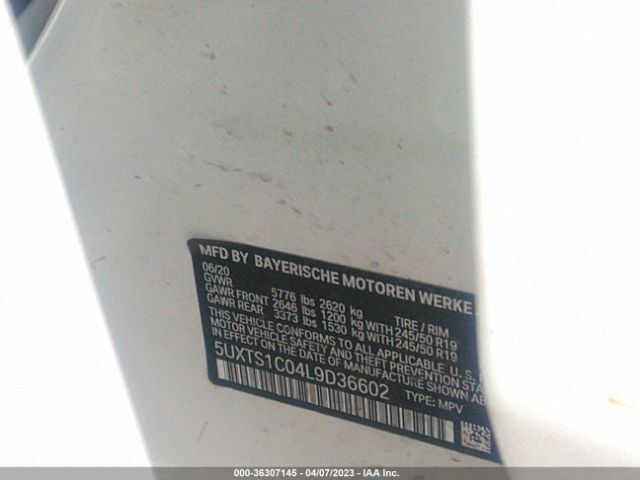 MFD BY BAYERISCHE MOTOREN WERKE
06/20
GVWR 5776 lbs 2620 kg
GAWR FRONT 2646 lbs 1200 kg WITH 245/50 R19 TIRE / RIM
GAWR REAR 3373 lbs 1530 kg WITH 245/50 R19
THIS VEHICLE CONFORMS TO ALL APPLICABLE U.S.
MOTOR VEHICLE SAFETY, AND THEFT PREVENTION
IN EFFECT ON THE DATE OF MANUFACTURE SHOWN
5UXTS1C04L9D36602
TYPE: MPV
000-36307145 - 04/07/2023 - IAA Inc.